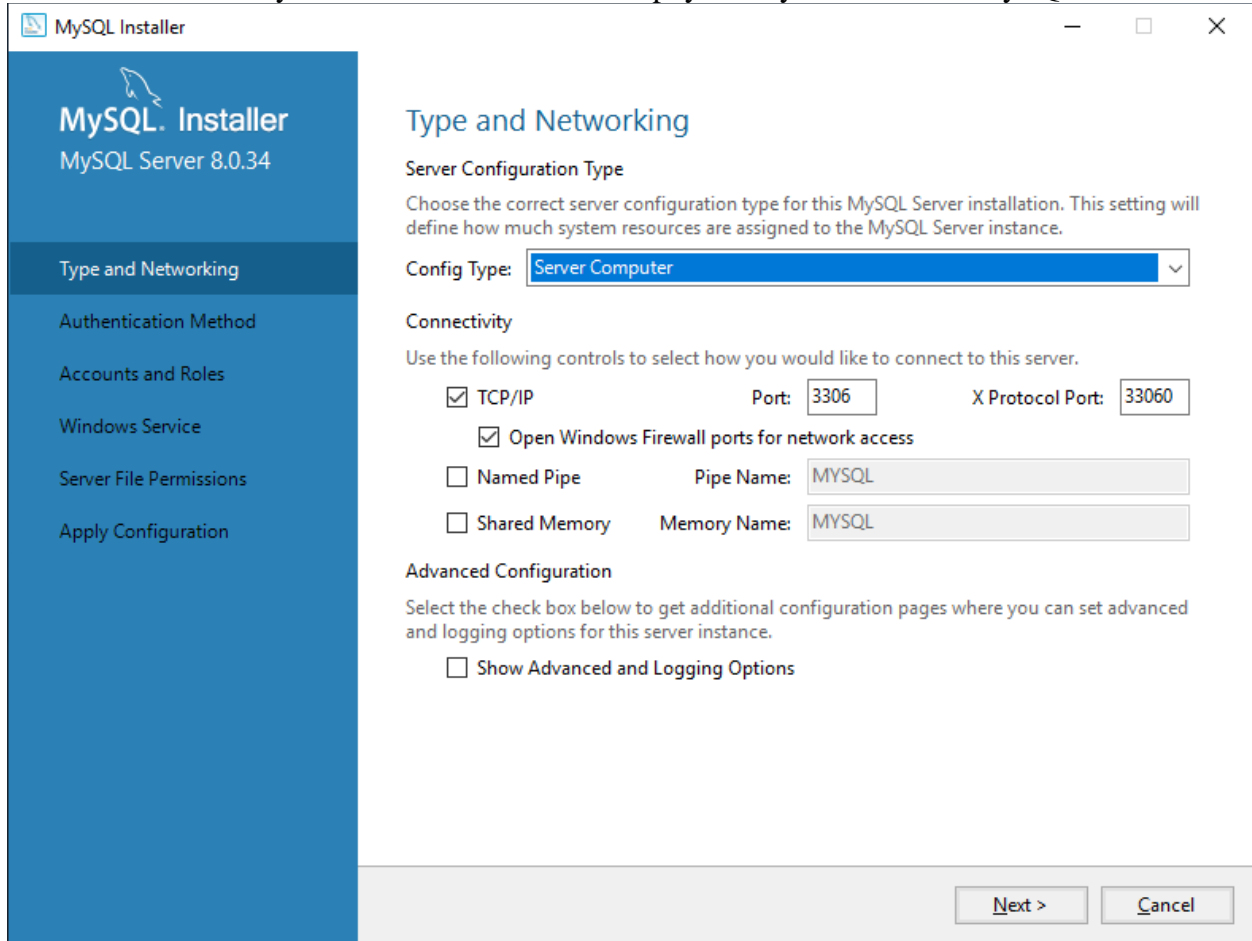 MySQL Installer
MySQL. Installer
MySQL Server 8.0.34
Type and Networking
Authentication Method
Accounts and Roles
Windows Service
Server File Permissions
Apply Configuration
Type and Networking
Server Configuration Type
Choose the correct server configuration type for this MySQL Server installation. This setting will
define how much system resources are assigned to the MySQL Server instance.
Config Type: Server Computer
Connectivity
Use the following controls to select how you would like to connect to this server.
TCP/IP Port: 3306 X Protocol Port: 33060
Open Windows Firewall ports for network access
Named Pipe Pipe Name: MYSQL
Shared Memory Memory Name: MYSQL
Advanced Configuration
Select the check box below to get additional configuration pages where you can set advanced
and logging options for this server instance.
Show Advanced and Logging Options
Next >
Cancel